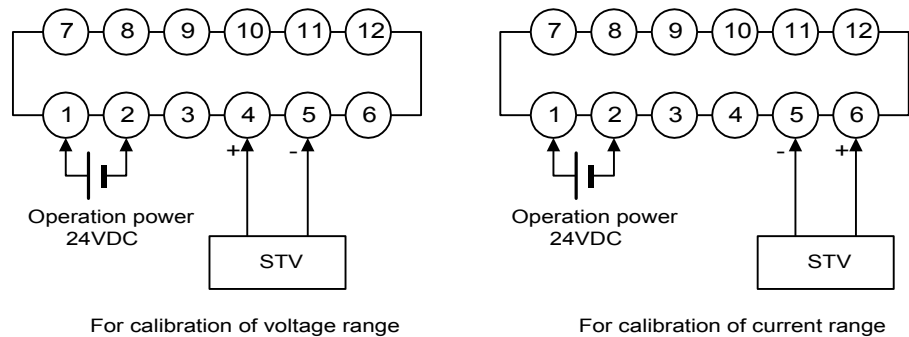 7 8 9 10 11 12
1 2 3 4 5 6
+ -
Operation power
24VDC
STV
For calibration of voltage range
7 8 9 10 11 12
1 2 3 4 5 6
- +
Operation power
24VDC
STV
For calibration of current range